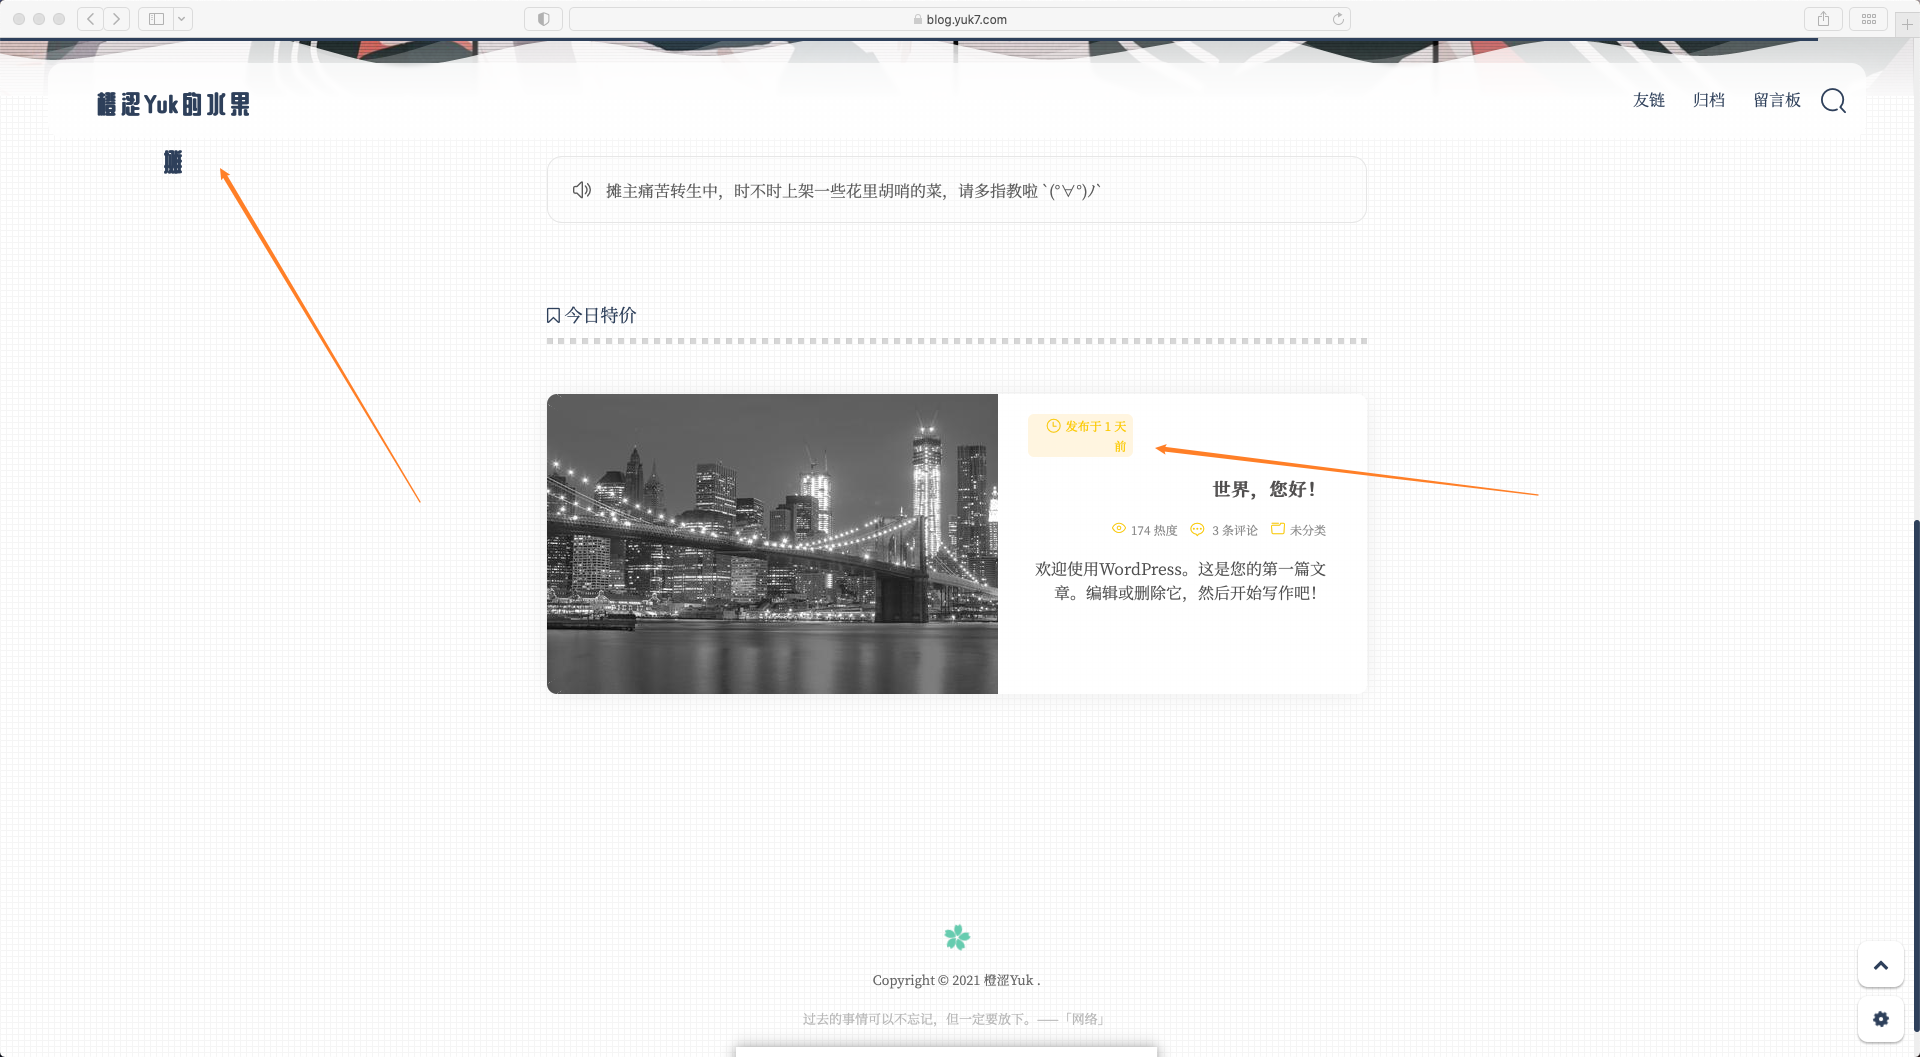 blog.yuk7.com
橙涩Yuk的水果
摊
友链 归档 留言板
摊主痛苦转生中，时不时上架一些花里胡哨的菜，请多指教啦 `(°∀°)ﾉ`
今日特价
发布于 1 天
前
世界，您好！
174 热度 3 条评论 未分类
欢迎使用WordPress。这是您的第一篇文
章。编辑或删除它，然后开始写作吧！
Copyright © 2021 橙涩Yuk .
过去的事情可以不忘记，但一定要放下。——「网络」